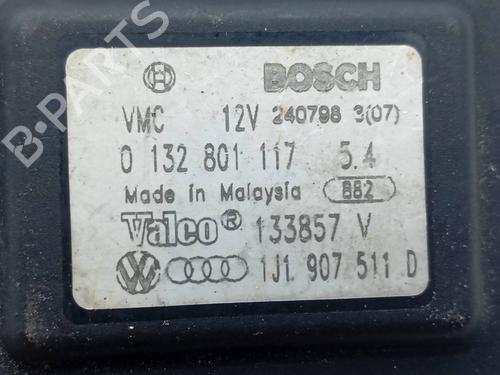 B-PARTS
BOSCH
VMC 12V 240798 3(07)
0 132 801 117 5.4
Made in Malaysia 882
Valeo® 133857 V
1J1 907 511 D